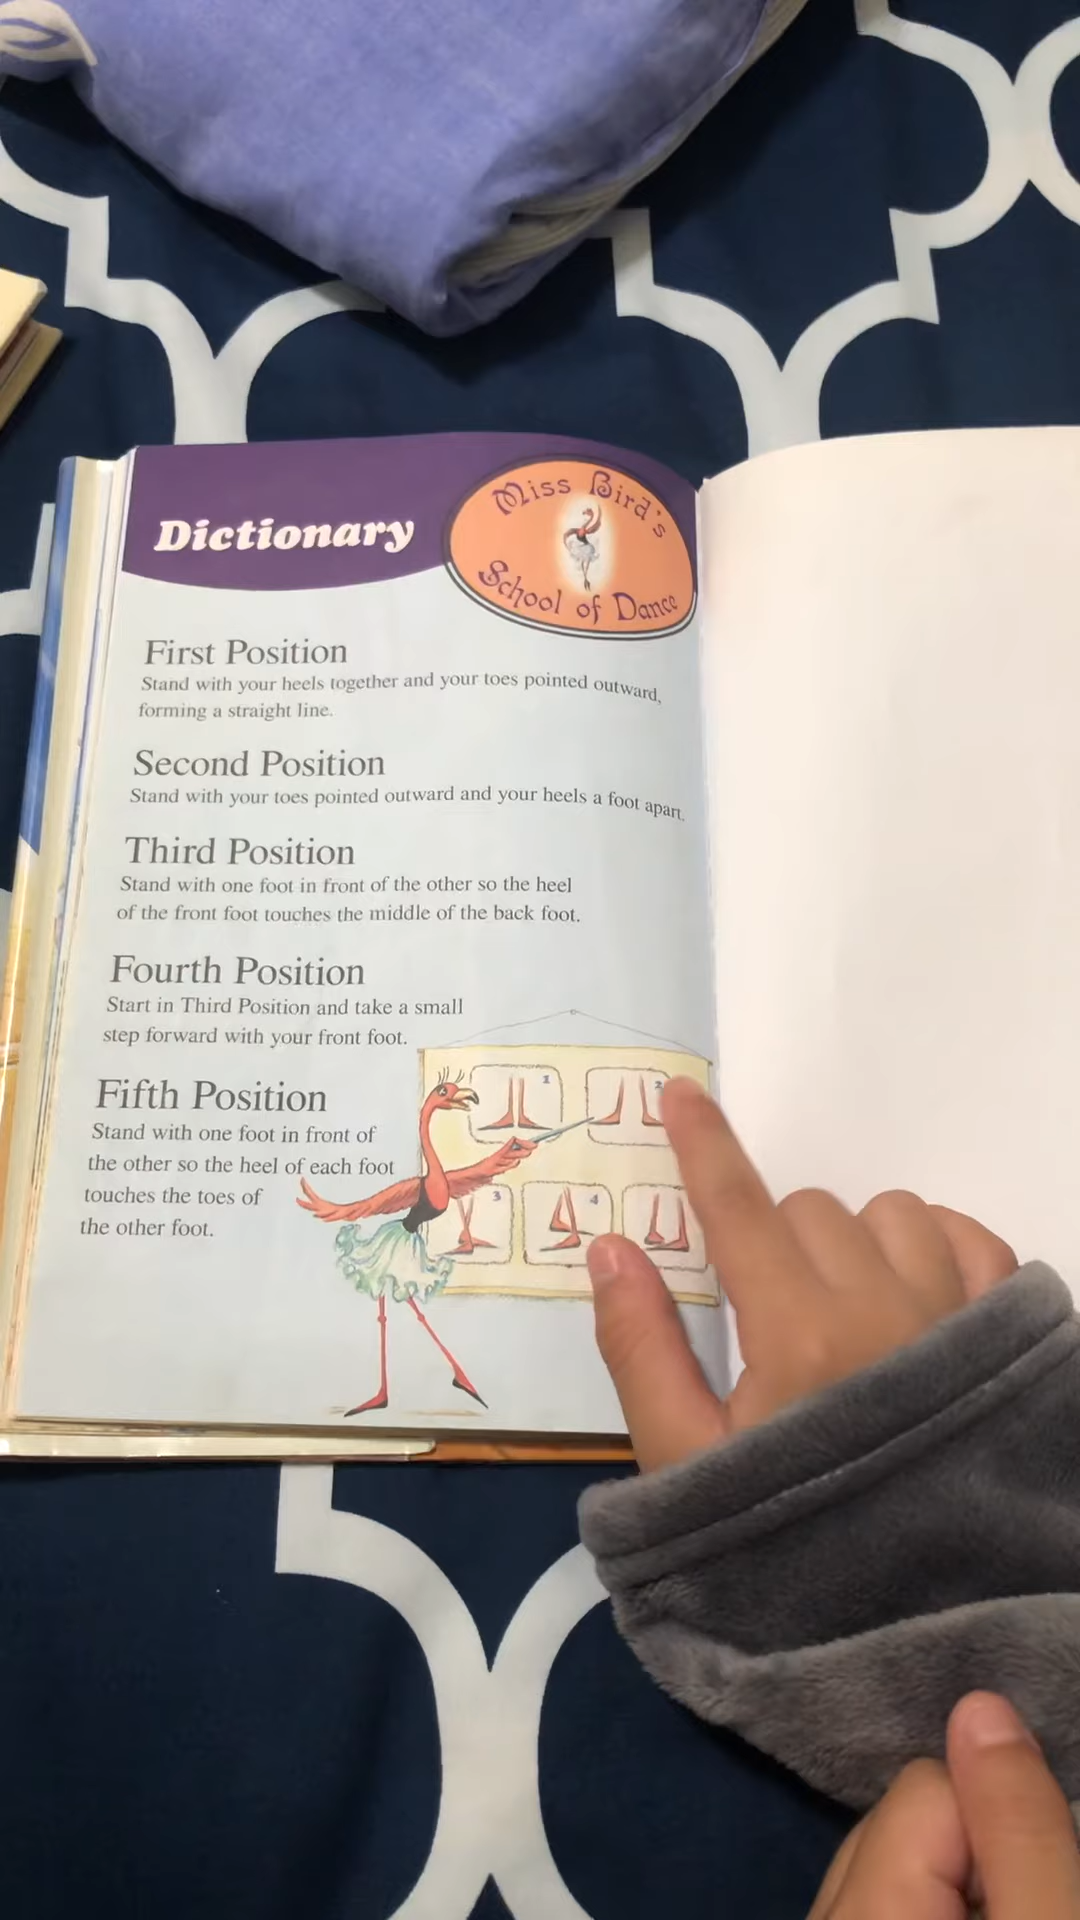 Dictionary
Miss Bird's
School of Dance
First Position
Stand with your heels together and your toes pointed outward,
forming a straight line.
Second Position
Stand with your toes pointed outward and your heels a foot apart.
Third Position
Stand with one foot in front of the other so the heel
of the front foot touches the middle of the back foot.
Fourth Position
Start in Third Position and take a small
step forward with your front foot.
Fifth Position
Stand with one foot in front of
the other so the heel of each foot
touches the toes of
the other foot.
1
2
3
4